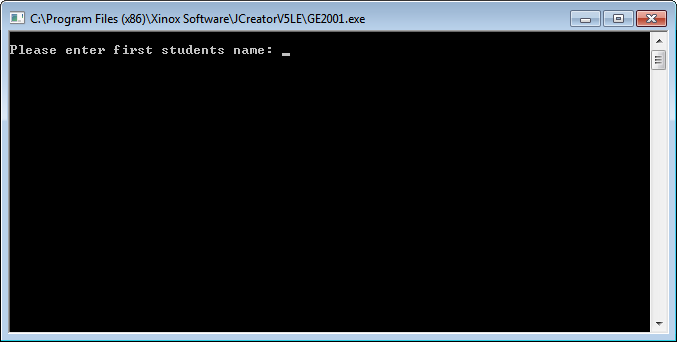 C:\Program Files (x86)\Xinox Software\JCreatorV5LE\GE2001.exe
Please enter first students name: _